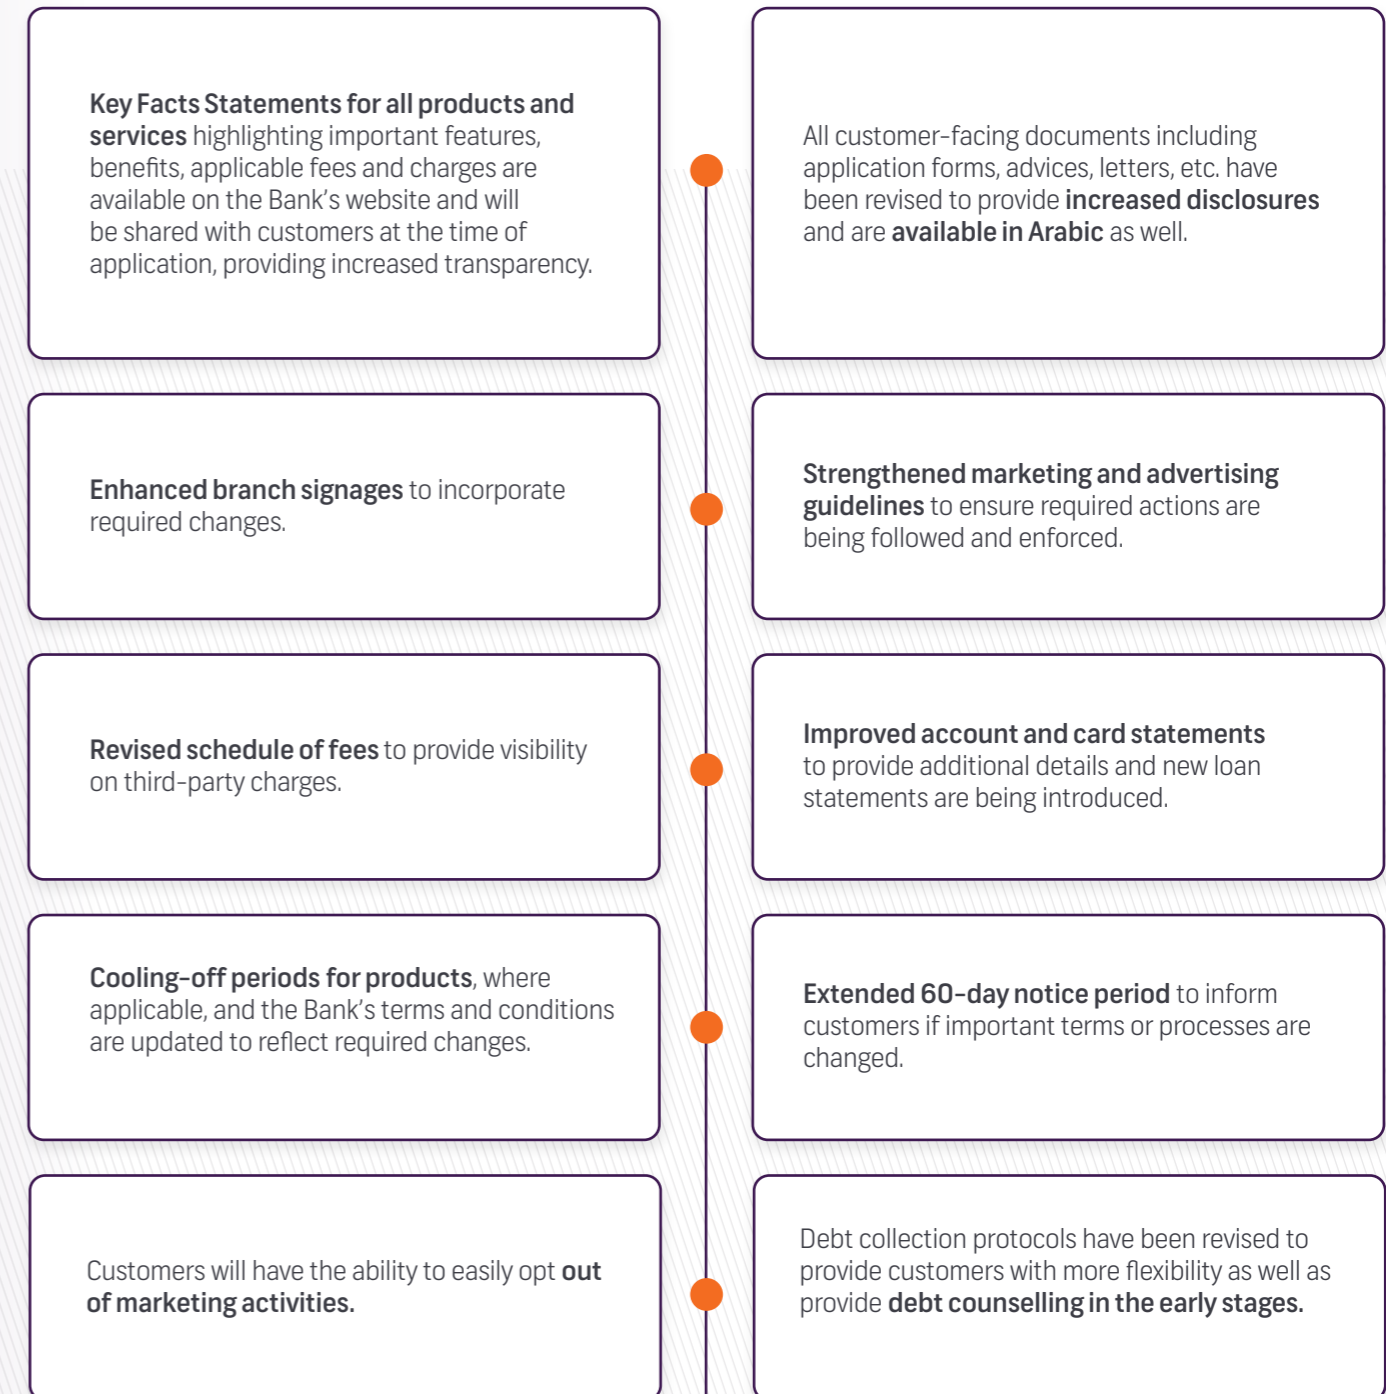 Key Facts Statements for all products and
services highlighting important features,
benefits, applicable fees and charges are
available on the Bank's website and will
be shared with customers at the time of
application, providing increased transparency.
All customer-facing documents including
application forms, advices, letters, etc. have
been revised to provide increased disclosures
and are available in Arabic as well.
Enhanced branch signages to incorporate
required changes.
Strengthened marketing and advertising
guidelines to ensure required actions are
being followed and enforced.
Revised schedule of fees to provide visibility
on third-party charges.
Improved account and card statements
to provide additional details and new loan
statements are being introduced.
Cooling-off periods for products, where
applicable, and the Bank's terms and conditions
are updated to reflect required changes.
Extended 60-day notice period to inform
customers if important terms or processes are
changed.
Customers will have the ability to easily opt out
of marketing activities.
Debt collection protocols have been revised to
provide customers with more flexibility as well as
provide debt counselling in the early stages.